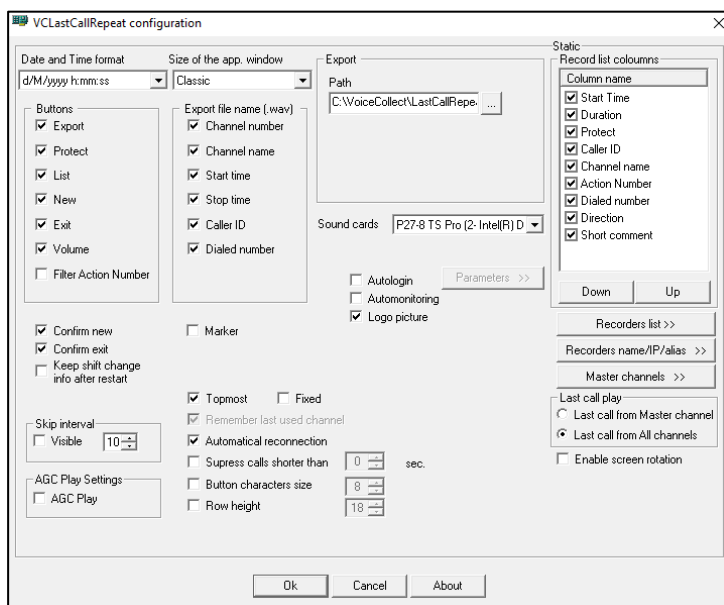 VCLastCallRepeat configuration
Date and Time format
d/M/yyyy h:mm:ss
Size of the app. window
Classic
Buttons
Export
Protect
List
New
Exit
Volume
Filter Action Number
Export file name (.wav)
Channel number
Channel name
Start time
Stop time
Caller ID
Dialed number
Export
Path
C:\VoiceCollect\LastCallRepe
...
Sound cards
P27-8 TS Pro (2- Intel(R) D
Autologin
Automonitoring
Logo picture
Parameters >>
Static
Record list coloumns
Column name
Start Time
Duration
Protect
Caller ID
Channel name
Action Number
Dialed number
Direction
Short comment
Down
Up
Recorders list >>
Recorders name/IP/alias >>
Master channels >>
Last call play
Last call from Master channel
Last call from All channels
Enable screen rotation
Confirm new
Confirm exit
Keep shift change
info after restart
Marker
Skip interval
Visible
10
AGC Play Settings
AGC Play
Topmost
Fixed
Remember last used channel
Automatical reconnection
Supress calls shorter than
0
sec.
Button characters size
8
Row height
18
Ok
Cancel
About